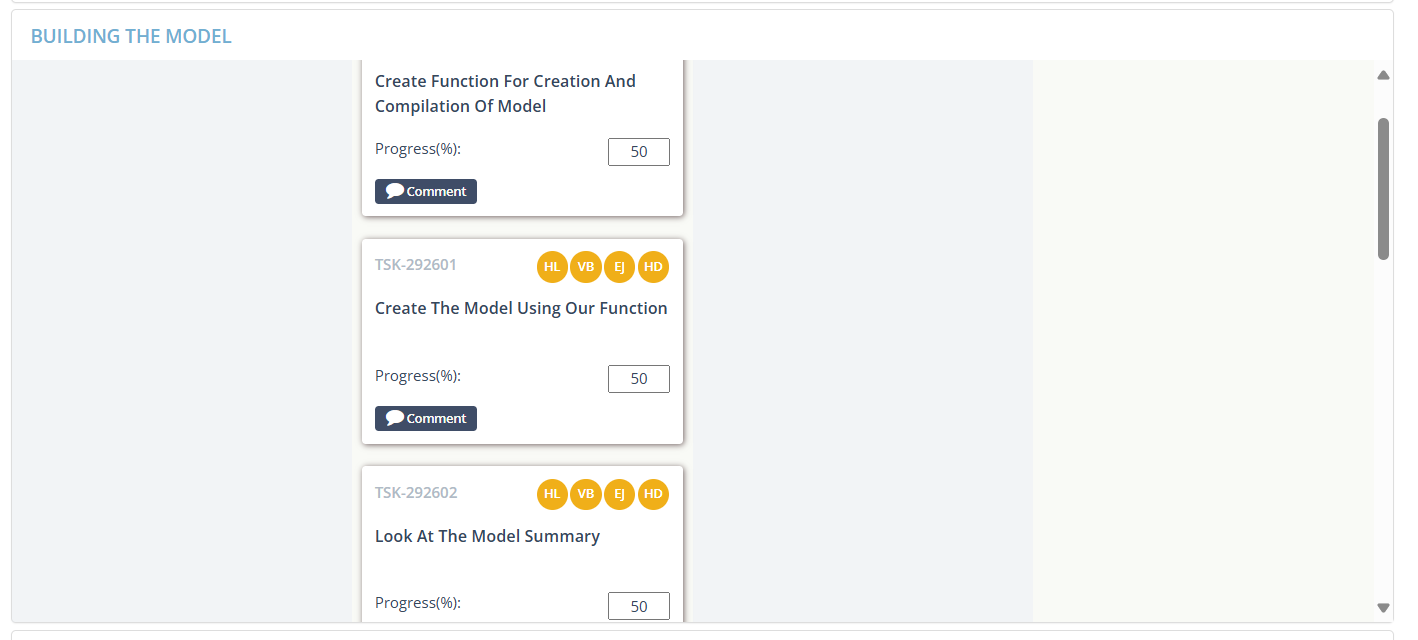 BUILDING THE MODEL
Create Function For Creation And
Compilation Of Model
Progress(%):
50
Comment
TSK-292601
HL VB EJ HD
Create The Model Using Our Function
Progress(%):
50
Comment
TSK-292602
HL VB EJ HD
Look At The Model Summary
Progress(%):
50